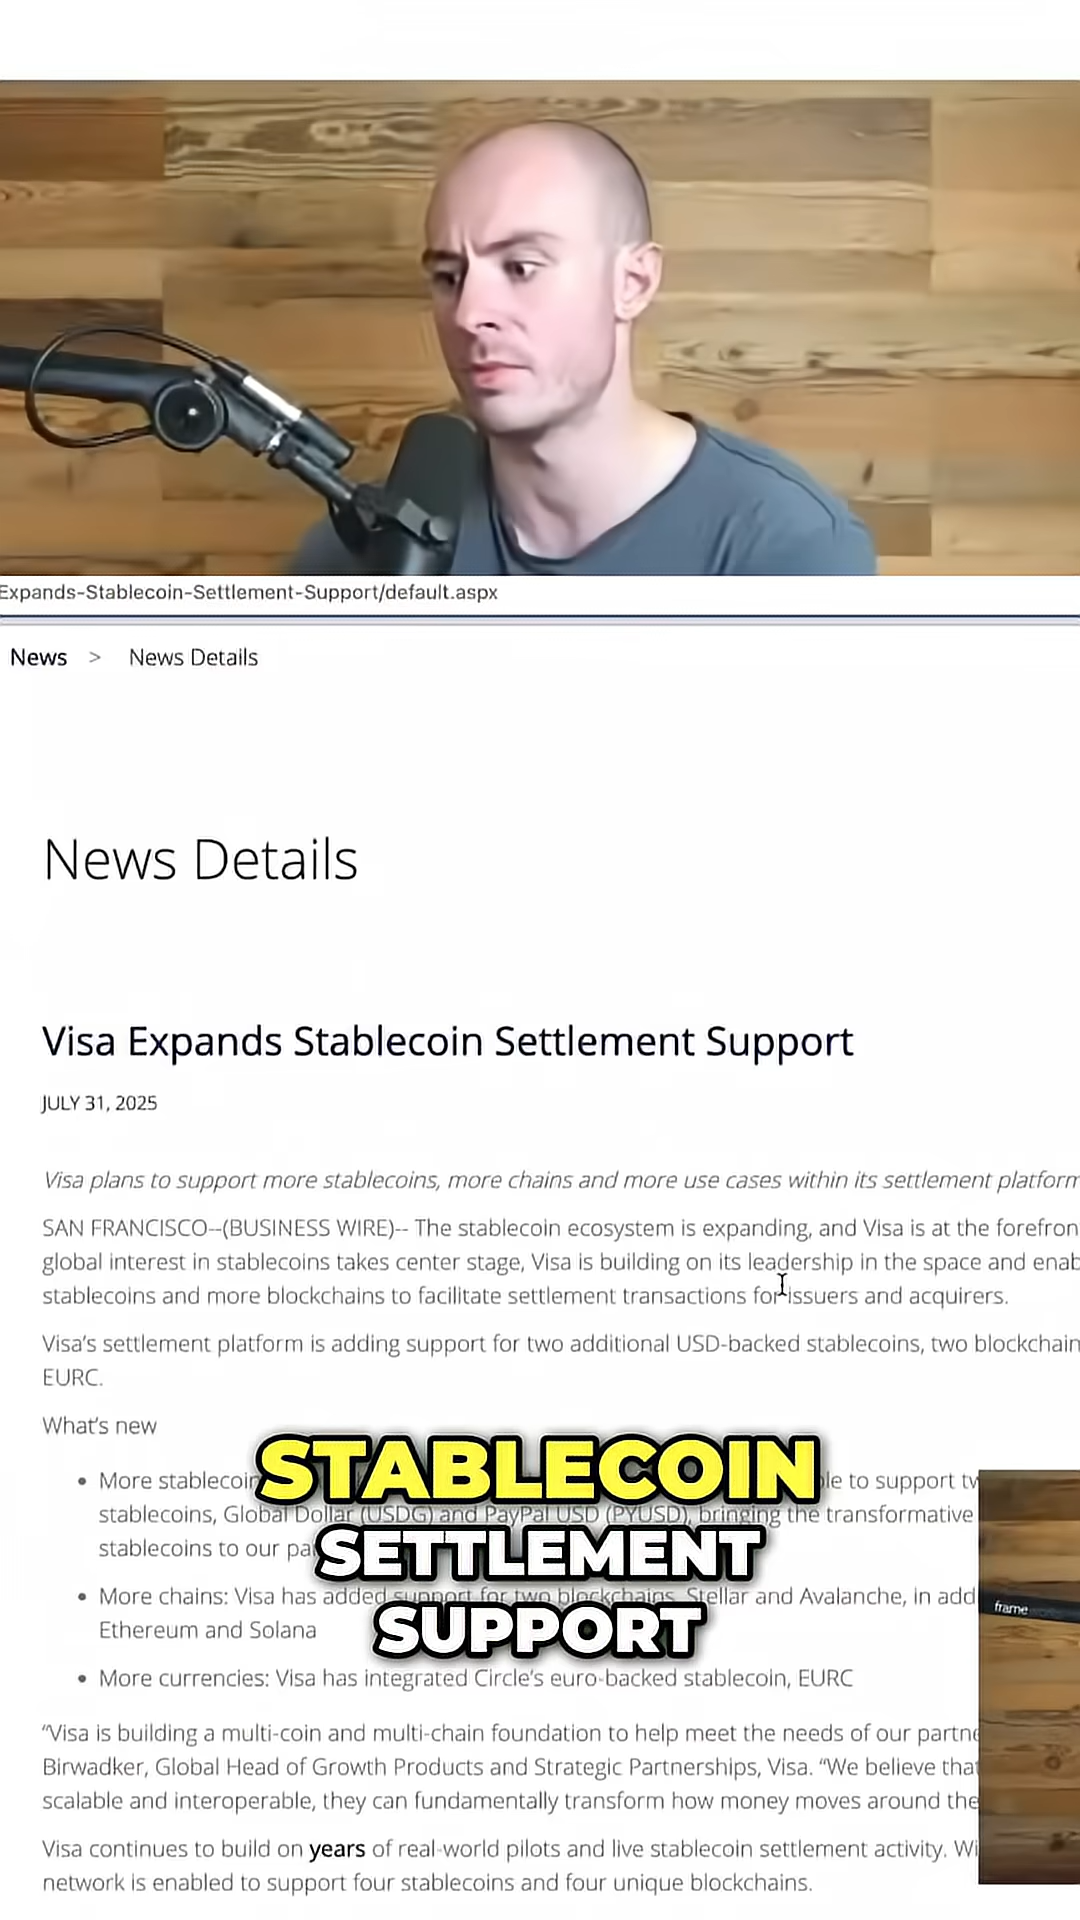 Expands-Stablecoin-Settlement-Support/default.aspx
News > News Details
News Details
Visa Expands Stablecoin Settlement Support
JULY 31, 2025
Visa plans to support more stablecoins, more chains and more use cases within its settlement platform
SAN FRANCISCO--(BUSINESS WIRE)-- The stablecoin ecosystem is expanding, and Visa is at the
global interest in stablecoins takes center stage, Visa is building on its leadership in the space and
stablecoins and more blockchains to facilitate settlement transactions for issuers and acquirers.
Visa's settlement platform is adding support for two additional USD-backed stablecoins, two
EURC.
What's new
• More to support
stablecoins, Global Dollar (USDG) and PayPal USD (PYUSD), bringing the transformative
stablecoins to our
• More chains: Visa has added support for two blockchains, Stellar and Avalanche, in
Ethereum and Solana
• More currencies: Visa has integrated Circle's euro-backed stablecoin, EURC
STABLECOIN
SETTLEMENT
SUPPORT
frame
"Visa is building a multi-coin and multi-chain foundation to help meet the needs of our
Birwadker, Global Head of Growth Products and Strategic Partnerships, Visa. "We believe
scalable and interoperable, they can fundamentally transform how money moves around the
Visa continues to build on years of real-world pilots and live stablecoin settlement activity.
network is enabled to support four stablecoins and four unique blockchains.